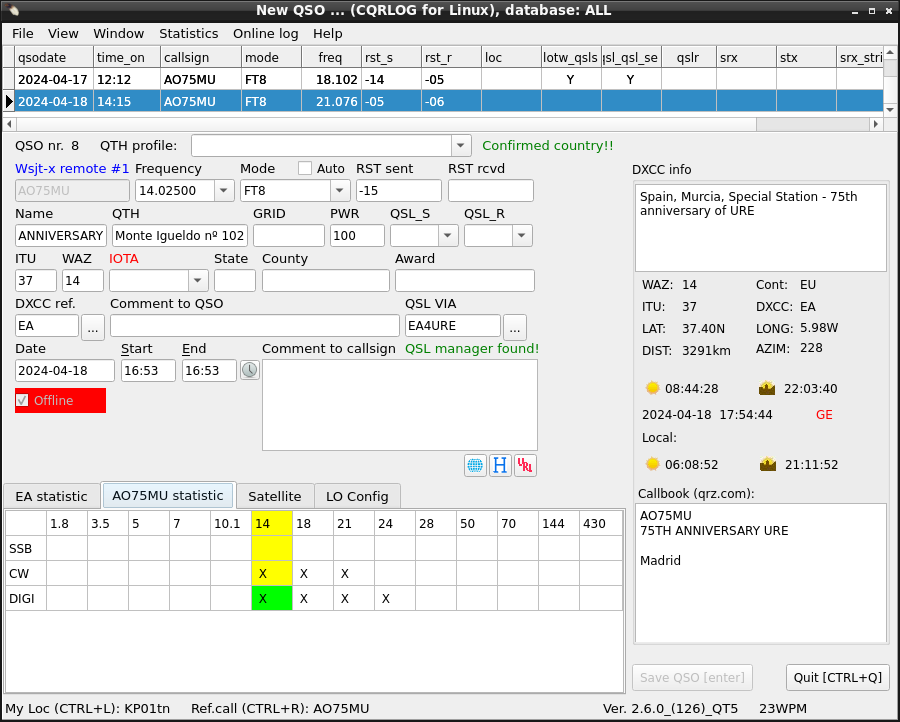 New QSO ... (CQRLOG for Linux), database: ALL
File View Window Statistics Online log Help
qsodate time_on callsign mode freq rst_s rst_r loc lotw_qsls qsl_qsl_se qslr srx stx srx_stri
2024-04-17 12:12 AO75MU FT8 18.102 -14 -05 Y Y
2024-04-18 14:15 AO75MU FT8 21.076 -05 -06
QSO nr. 8 QTH profile: Confirmed country!!
Wsjt-x remote #1 Frequency Mode Auto RST sent RST rcvd
AO75MU 14.02500 FT8 -15
Name QTH GRID PWR QSL_S QSL_R
ANNIVERSARY Monte Igueldo nº 102 100
ITU WAZ IOTA State County Award
37 14
DXCC ref. Comment to QSO QSL VIA
EA ... EA4URE ...
Date Start End Comment to callsign QSL manager found!
2024-04-18 16:53 16:53
Offline
H URI
EA statistic AO75MU statistic Satellite LO Config
1.8 3.5 5 7 10.1 14 18 21 24 28 50 70 144 430
SSB
CW X X X
DIGI X X X X
DXCC info
Spain, Murcia, Special Station - 75th
anniversary of URE
WAZ: 14 Cont: EU
ITU: 37 DXCC: EA
LAT: 37.40N LONG: 5.98W
DIST: 3291km AZIM: 228
08:44:28 22:03:40
2024-04-18 17:54:44 GE
Local:
06:08:52 21:11:52
Callbook (qrz.com):
AO75MU
75TH ANNIVERSARY URE
Madrid
Save QSO [enter] Quit [CTRL+Q]
My Loc (CTRL+L): KP01tn Ref.call (CTRL+R): AO75MU Ver. 2.6.0_(126)_QT5 23WPM